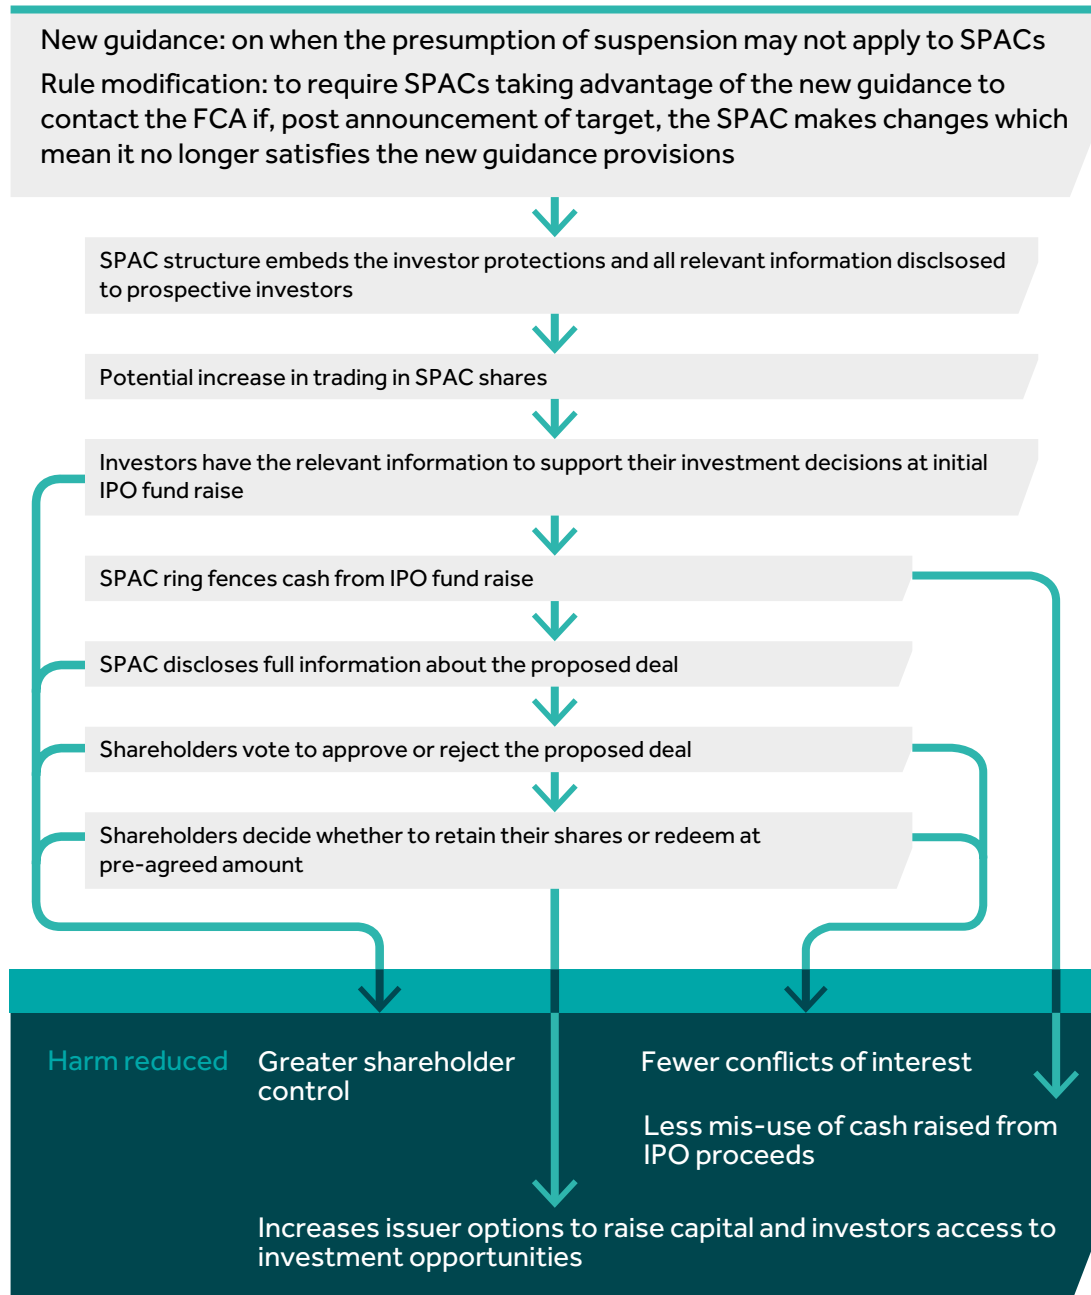 New guidance: on when the presumption of suspension may not apply to SPACs
Rule modification: to require SPACs taking advantage of the new guidance to
contact the FCA if, post announcement of target, the SPAC makes changes which
mean it no longer satisfies the new guidance provisions
SPAC structure embeds the investor protections and all relevant information disclsosed
to prospective investors
Potential increase in trading in SPAC shares
Investors have the relevant information to support their investment decisions at initial
IPO fund raise
SPAC ring fences cash from IPO fund raise
SPAC discloses full information about the proposed deal
Shareholders vote to approve or reject the proposed deal
Shareholders decide whether to retain their shares or redeem at
pre-agreed amount
Harm reduced
Greater shareholder
control
Fewer conflicts of interest
Less mis-use of cash raised from
IPO proceeds
Increases issuer options to raise capital and investors access to
investment opportunities